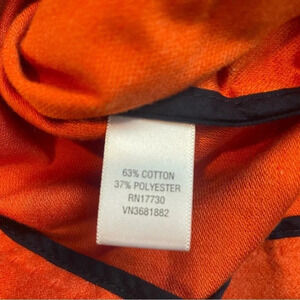 63% COTTON
37% POLYESTER
RN17730
VN3681882